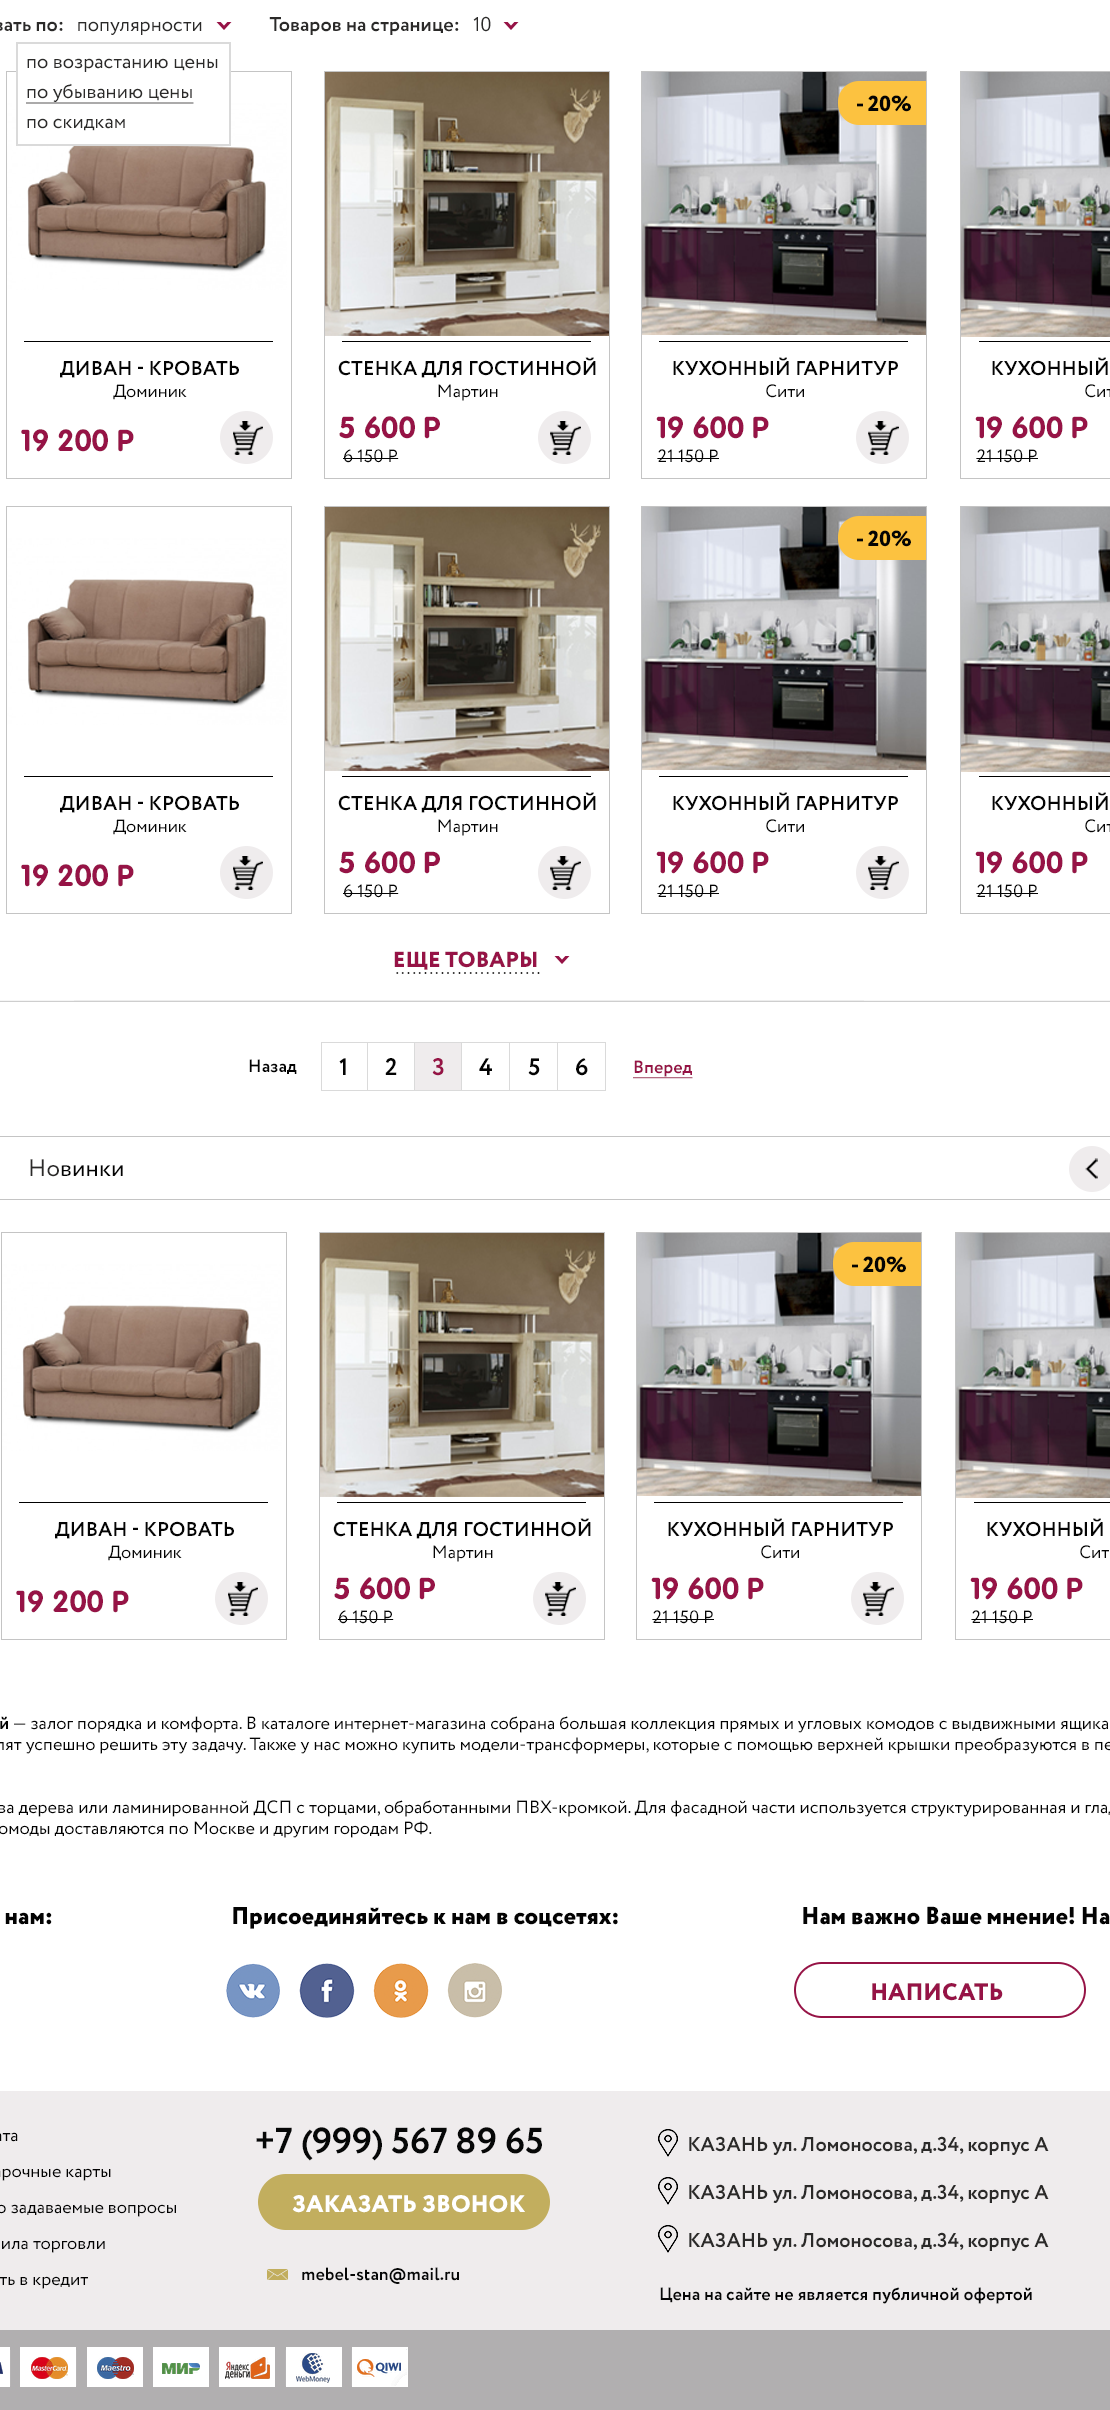 по: популярности Товаров на странице: 10
по возрастанию цены
по убыванию цены
по скидкам
- 20%
ДИВАН - КРОВАТЬ СТЕНКА ДЛЯ ГОСТИННОЙ КУХОННЫЙ ГАРНИТУР КУХОННЫЙ
Доминик Мартин Сити
19 200 Р 5 600 Р 19 600 Р 19 600 Р
6 150 Р 21 150 Р 21 150 Р
- 20%
ДИВАН - КРОВАТЬ СТЕНКА ДЛЯ ГОСТИННОЙ КУХОННЫЙ ГАРНИТУР КУХОННЫЙ
Доминик Мартин Сити
19 200 Р 5 600 Р 19 600 Р 19 600 Р
6 150 Р 21 150 Р 21 150 Р
ЕЩЕ ТОВАРЫ
Назад 1 2 3 4 5 6 Вперед
Новинки
- 20%
ДИВАН - КРОВАТЬ СТЕНКА ДЛЯ ГОСТИННОЙ КУХОННЫЙ ГАРНИТУР КУХОННЫЙ
Доминик Мартин Сити
19 200 Р 5 600 Р 19 600 Р 19 600 Р
6 150 Р 21 150 Р 21 150 Р
й — залог порядка и комфорта. В каталоге интернет-магазина собрана большая коллекция прямых и угловых комодов с выдвижными ящика
лят успешно решить эту задачу. Также у нас можно купить модели-трансформеры, которые с помощью верхней крышки преобразуются в пе
ва дерева или ламинированной ДСП с торцами, обработанными ПВХ-кромкой. Для фасадной части используется структурированная и гла
омоды доставляются по Москве и другим городам РФ.
нам: Присоединяйтесь к нам в соцсетях: Нам важно Ваше мнение! На
НАПИСАТЬ
ата
рочные карты
о задаваемые вопросы
ила торговли
ть в кредит
+7 (999) 567 89 65
ЗАКАЗАТЬ ЗВОНОК
mebel-stan@mail.ru
КАЗАНЬ ул. Ломоносова, д.34, корпус А
КАЗАНЬ ул. Ломоносова, д.34, корпус А
КАЗАНЬ ул. Ломоносова, д.34, корпус А
Цена на сайте не является публичной офертой
MasterCard Maestro МИР Яндекс деньги WebMoney QIWI